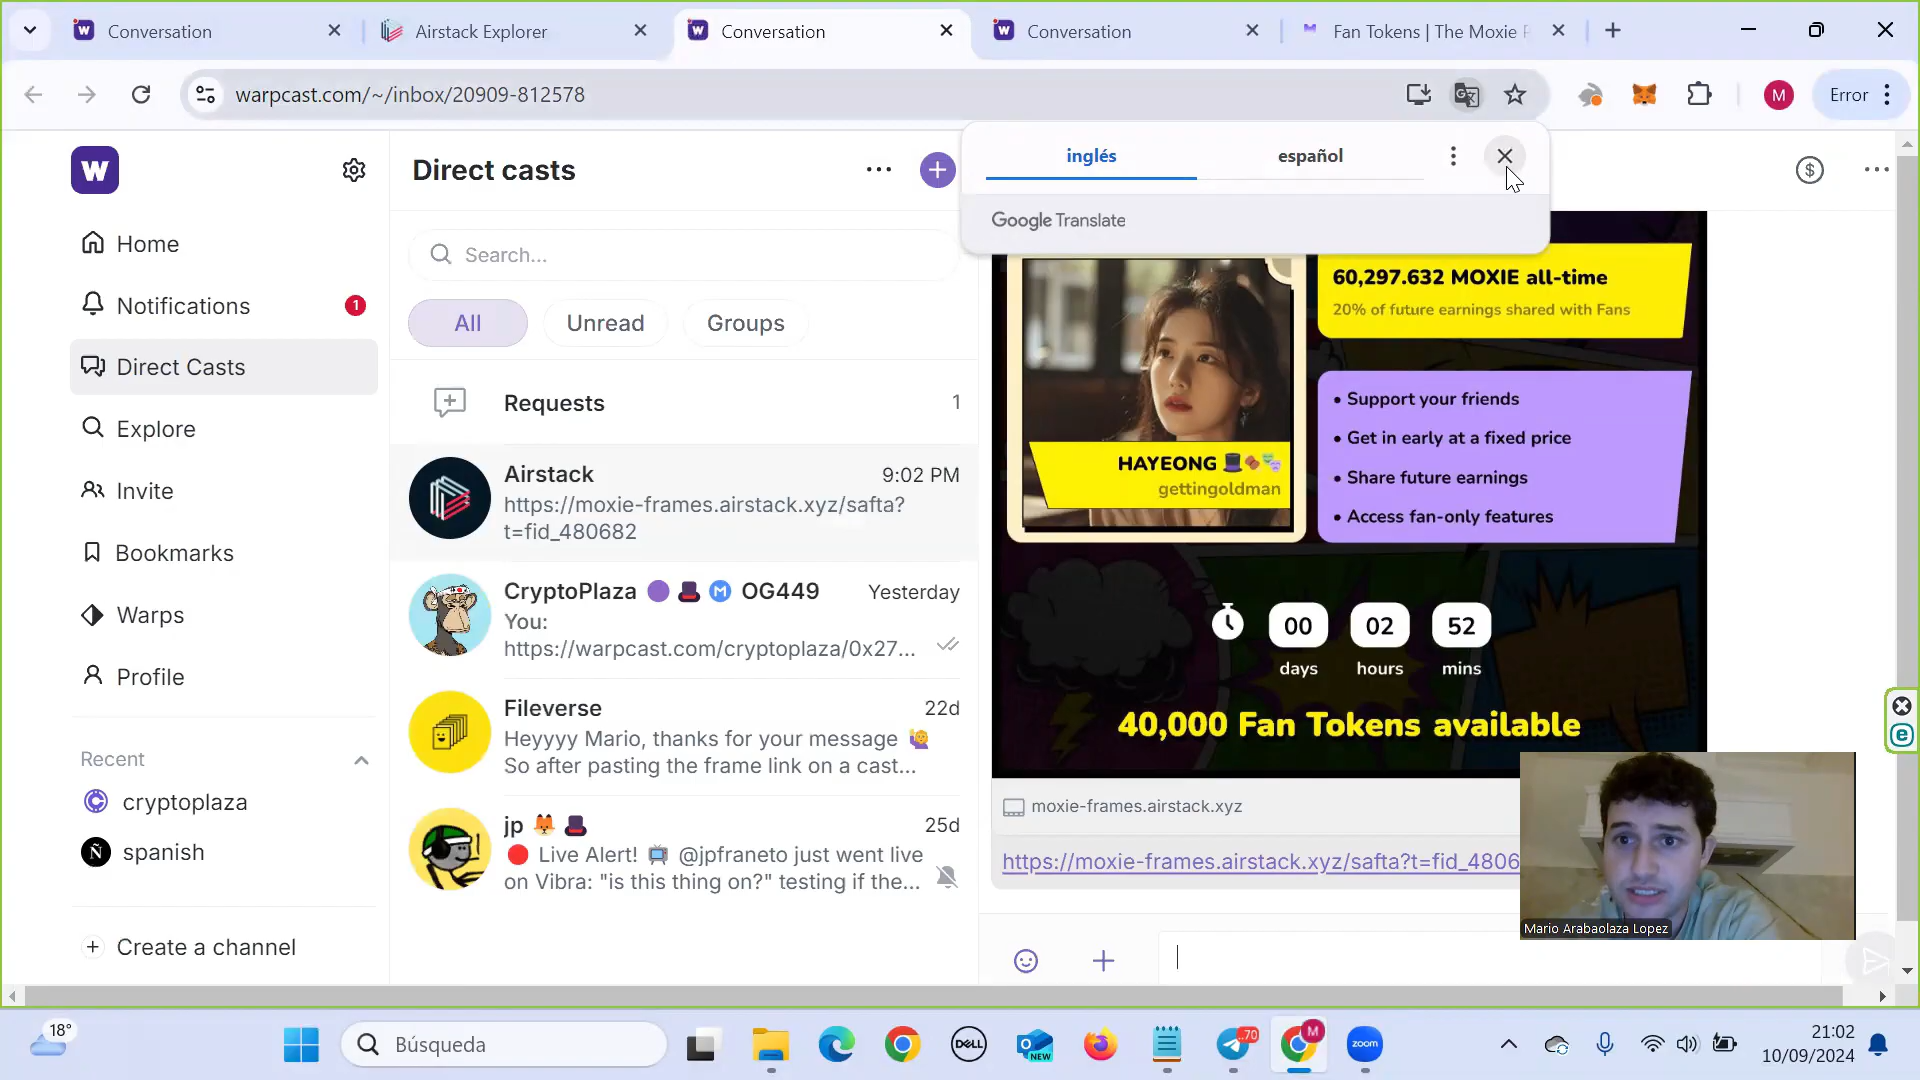 Conversation
Airstack Explorer
Conversation
Conversation
Fan Tokens | The Moxie P
warpcast.com/~/inbox/20909-812578
M
Error
inglés
español
Google Translate
W
Home
Notifications
1
Direct Casts
Explore
Invite
Bookmarks
Warps
Profile
Recent
cryptoplaza
Ñ
spanish
Create a channel
Direct casts
Search...
All
Unread
Groups
Requests
1
Airstack
9:02 PM
https://moxie-frames.airstack.xyz/safta?
t=fid_480682
CryptoPlaza M OG449
Yesterday
You:
https://warpcast.com/cryptoplaza/0x27...
Fileverse
22d
Heyyyy Mario, thanks for your message
So after pasting the frame link on a cast...
jp
25d
Live Alert! @jpfraneto just went live
on Vibra: "is this thing on?" testing if the...
60,297.632 MOXIE all-time
20% of future earnings shared with Fans
HAYEONG
gettingoldman
• Support your friends
• Get in early at a fixed price
• Share future earnings
• Access fan-only features
00 02 52
days hours mins
40,000 Fan Tokens available
moxie-frames.airstack.xyz
https://moxie-frames.airstack.xyz/safta?t=fid_4806
Mario Arabaolaza Lopez
18°
Búsqueda
DELL
NEW
70
M
zoom
21:02
10/09/2024